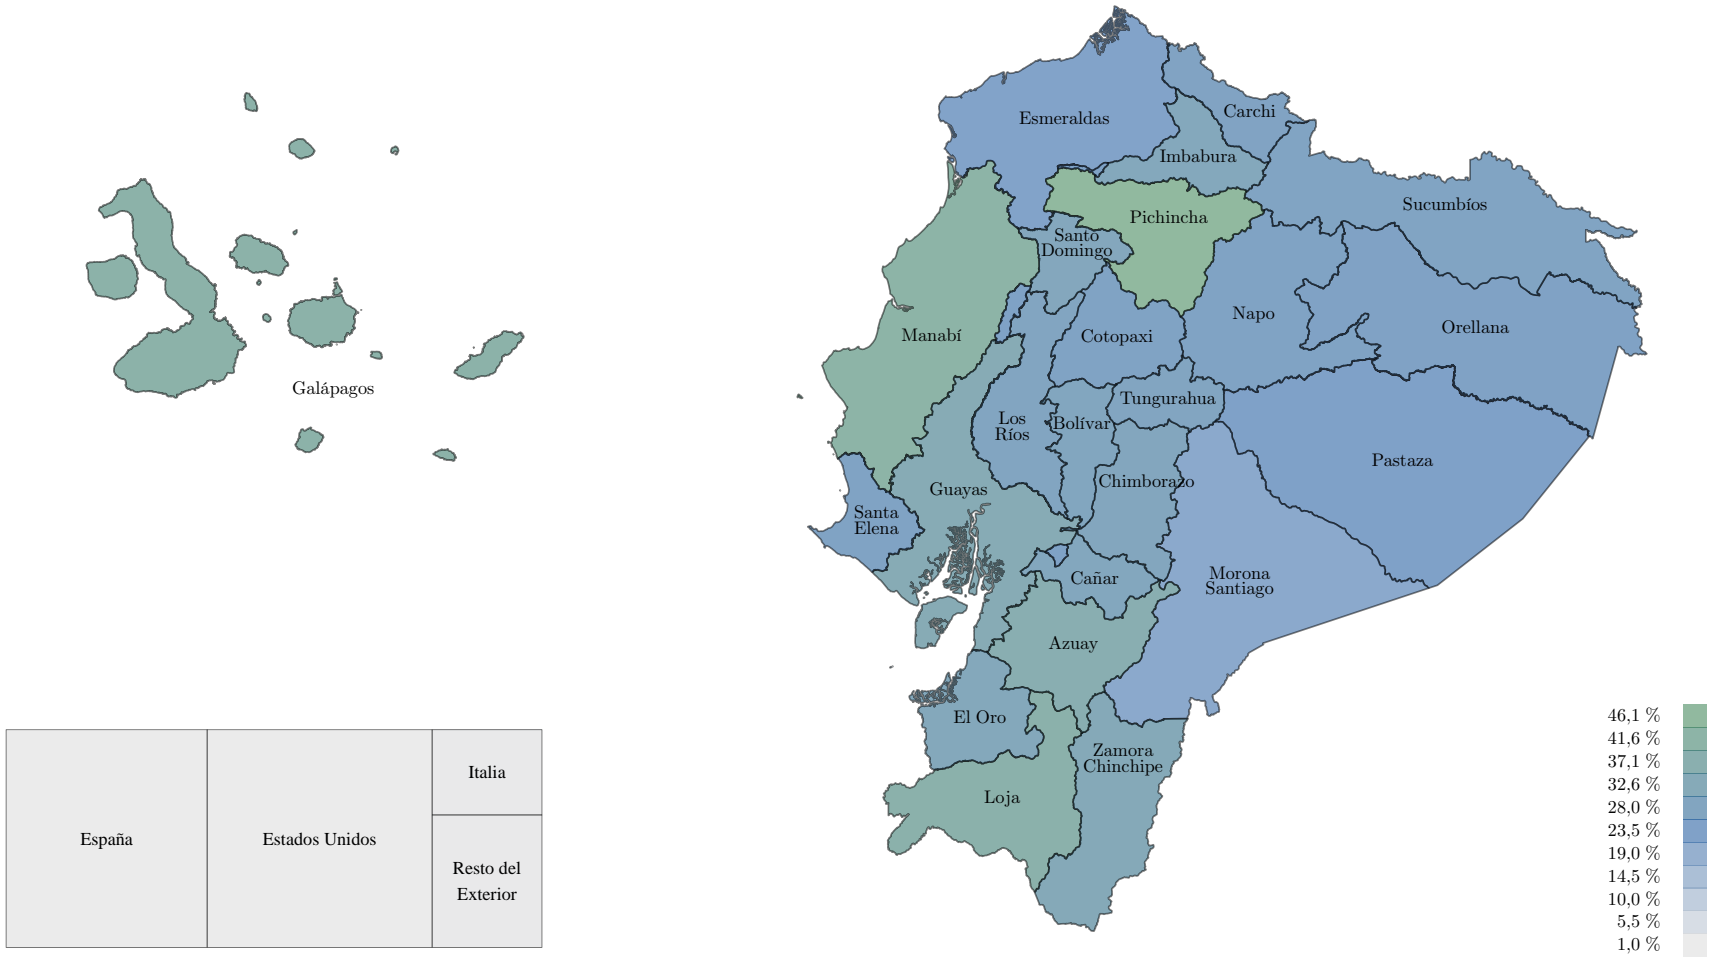 Esmeraldas
Carchi
Imbabura
Sucumbíos
Pichincha
Santo
Domingo
Napo
Orellana
Manabí
Cotopaxi
Galápagos
Tungurahua
Los
Ríos
Bolívar
Pastaza
Chimborazo
Guayas
Santa
Elena
Cañar
Morona
Santiago
Azuay
El Oro
Zamora
Chinchipe
Loja
España
Estados Unidos
Italia
Resto del
Exterior
46,1 %
41,6 %
37,1 %
32,6 %
28,0 %
23,5 %
19,0 %
14,5 %
10,0 %
5,5 %
1,0 %